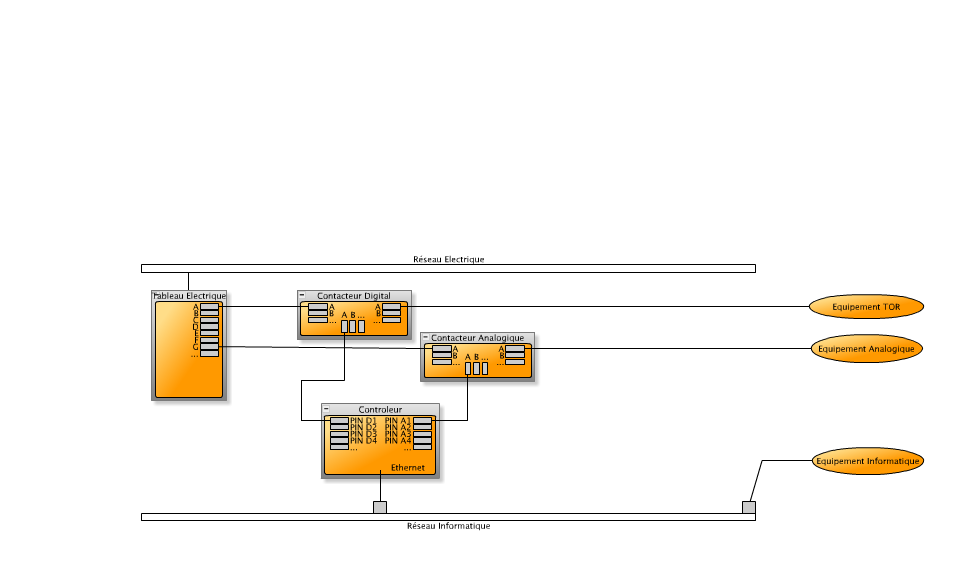 Réseau Electrique
Tableau Electrique
A
B
C
D
E
F
G
...
Contacteur Digital
A
B
...
A B ...
A
B
...
Equipement TOR
Contacteur Analogique
A
B
...
A B ...
A
B
...
Equipement Analogique
Controleur
PIN D1 PIN A1
PIN D2 PIN A2
PIN D3 PIN A3
PIN D4 PIN A4
... ...
Ethernet
Equipement Informatique
Réseau Informatique